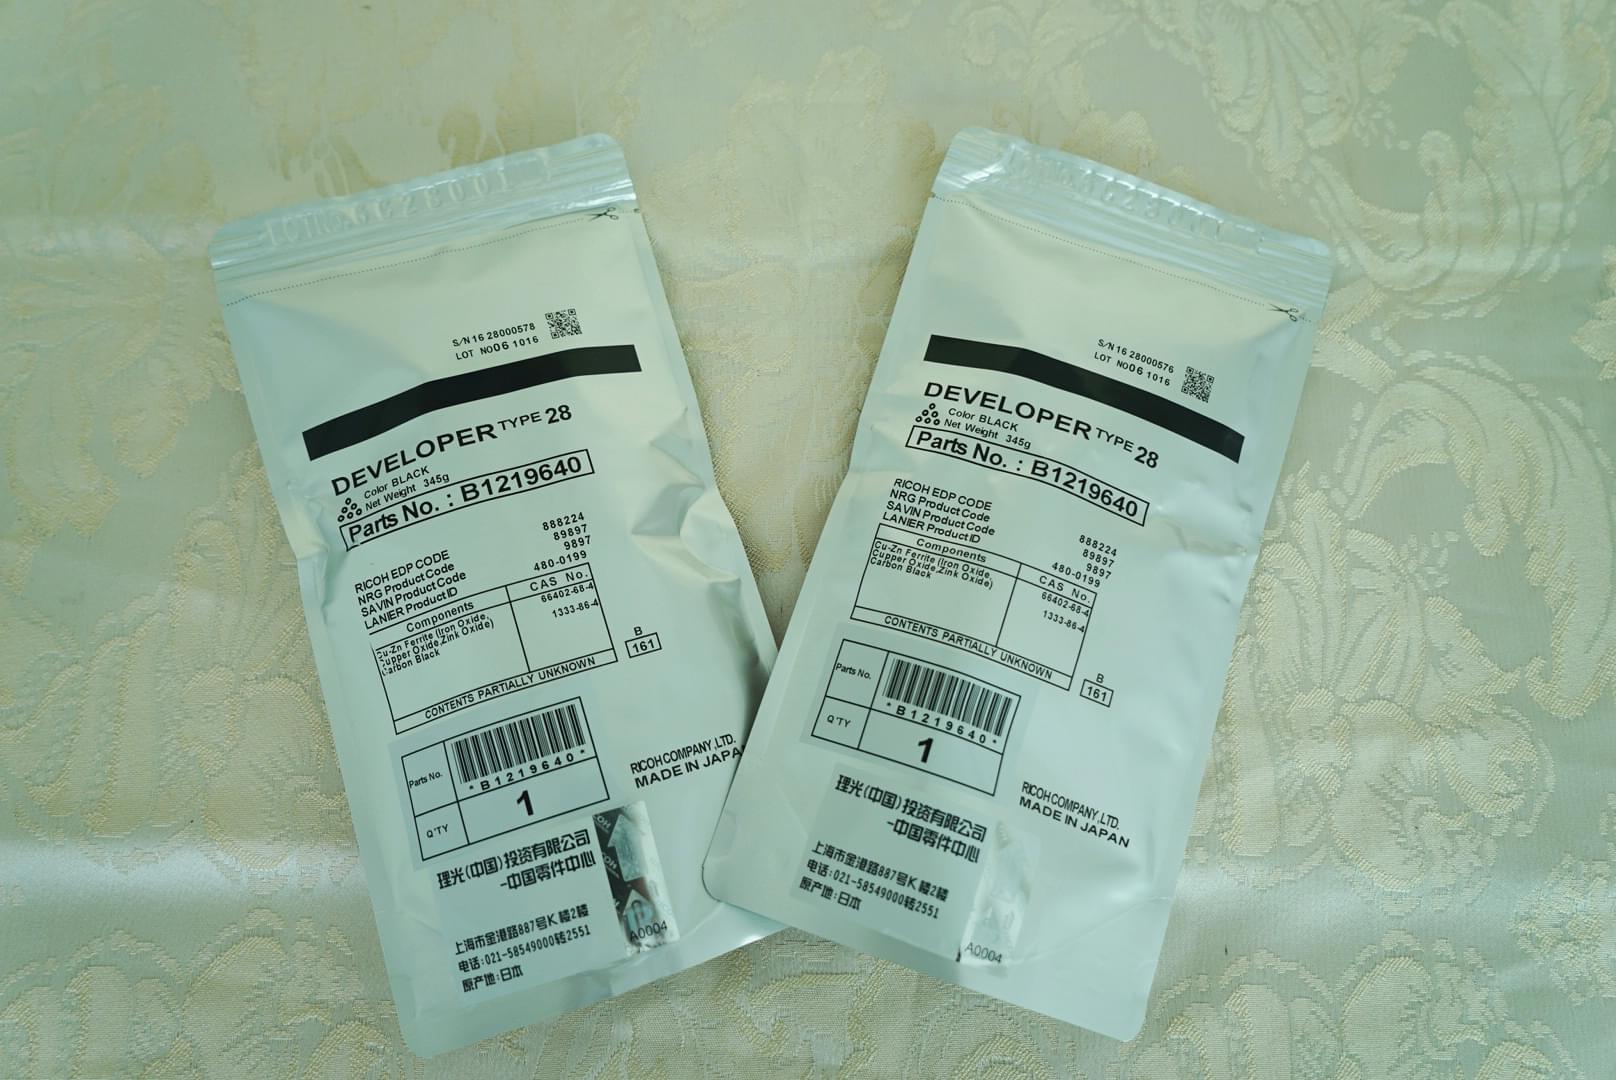 S/N 16 28000578
LOT NO 06 1016
DEVELOPER TYPE 28
Color BLACK
Net Weight 345g
Parts No. : B1219640
RICOH EDP CODE 888224
NRG Product Code 89897
SAVIN Product Code 9897
LANIER Product ID 480-0199
Components CAS No.
Cu-Zn Ferrite (Iron Oxide, 66402-68-4
Cupper Oxide,Zink Oxide)
Carbon Black 1333-86-4
CONTENTS PARTIALLY UNKNOWN
B
161
Parts No.
*B1219640*
Q'TY 1
RICOH COMPANY,LTD.
MADE IN JAPA
理光(中国)投资有限公司
-中国零件中心
上海市金港路887号K楼2楼
电话:021-58549000转2551
原产地:日本
A0004
S/N 16 28000576
LOT NO 06 1016
DEVELOPER TYPE 28
Color BLACK
Net Weight 345g
Parts No. : B1219640
RICOH EDP CODE 888224
NRG Product Code 89897
SAVIN Product Code 9897
LANIER Product ID 480-0199
Components CAS No.
Cu-Zn Ferrite (Iron Oxide, 66402-68-4
Cupper Oxide,Zink Oxide)
Carbon Black 1333-86-4
CONTENTS PARTIALLY UNKNOWN
B
161
Parts No.
*B1219640*
Q'TY 1
RICOH COMPANY,LTD.
MADE IN JAPAN
理光(中国)投资有限公司
-中国零件中心
上海市金港路887号K楼2楼
电话:021-58549000转2551
原产地:日本
A0004